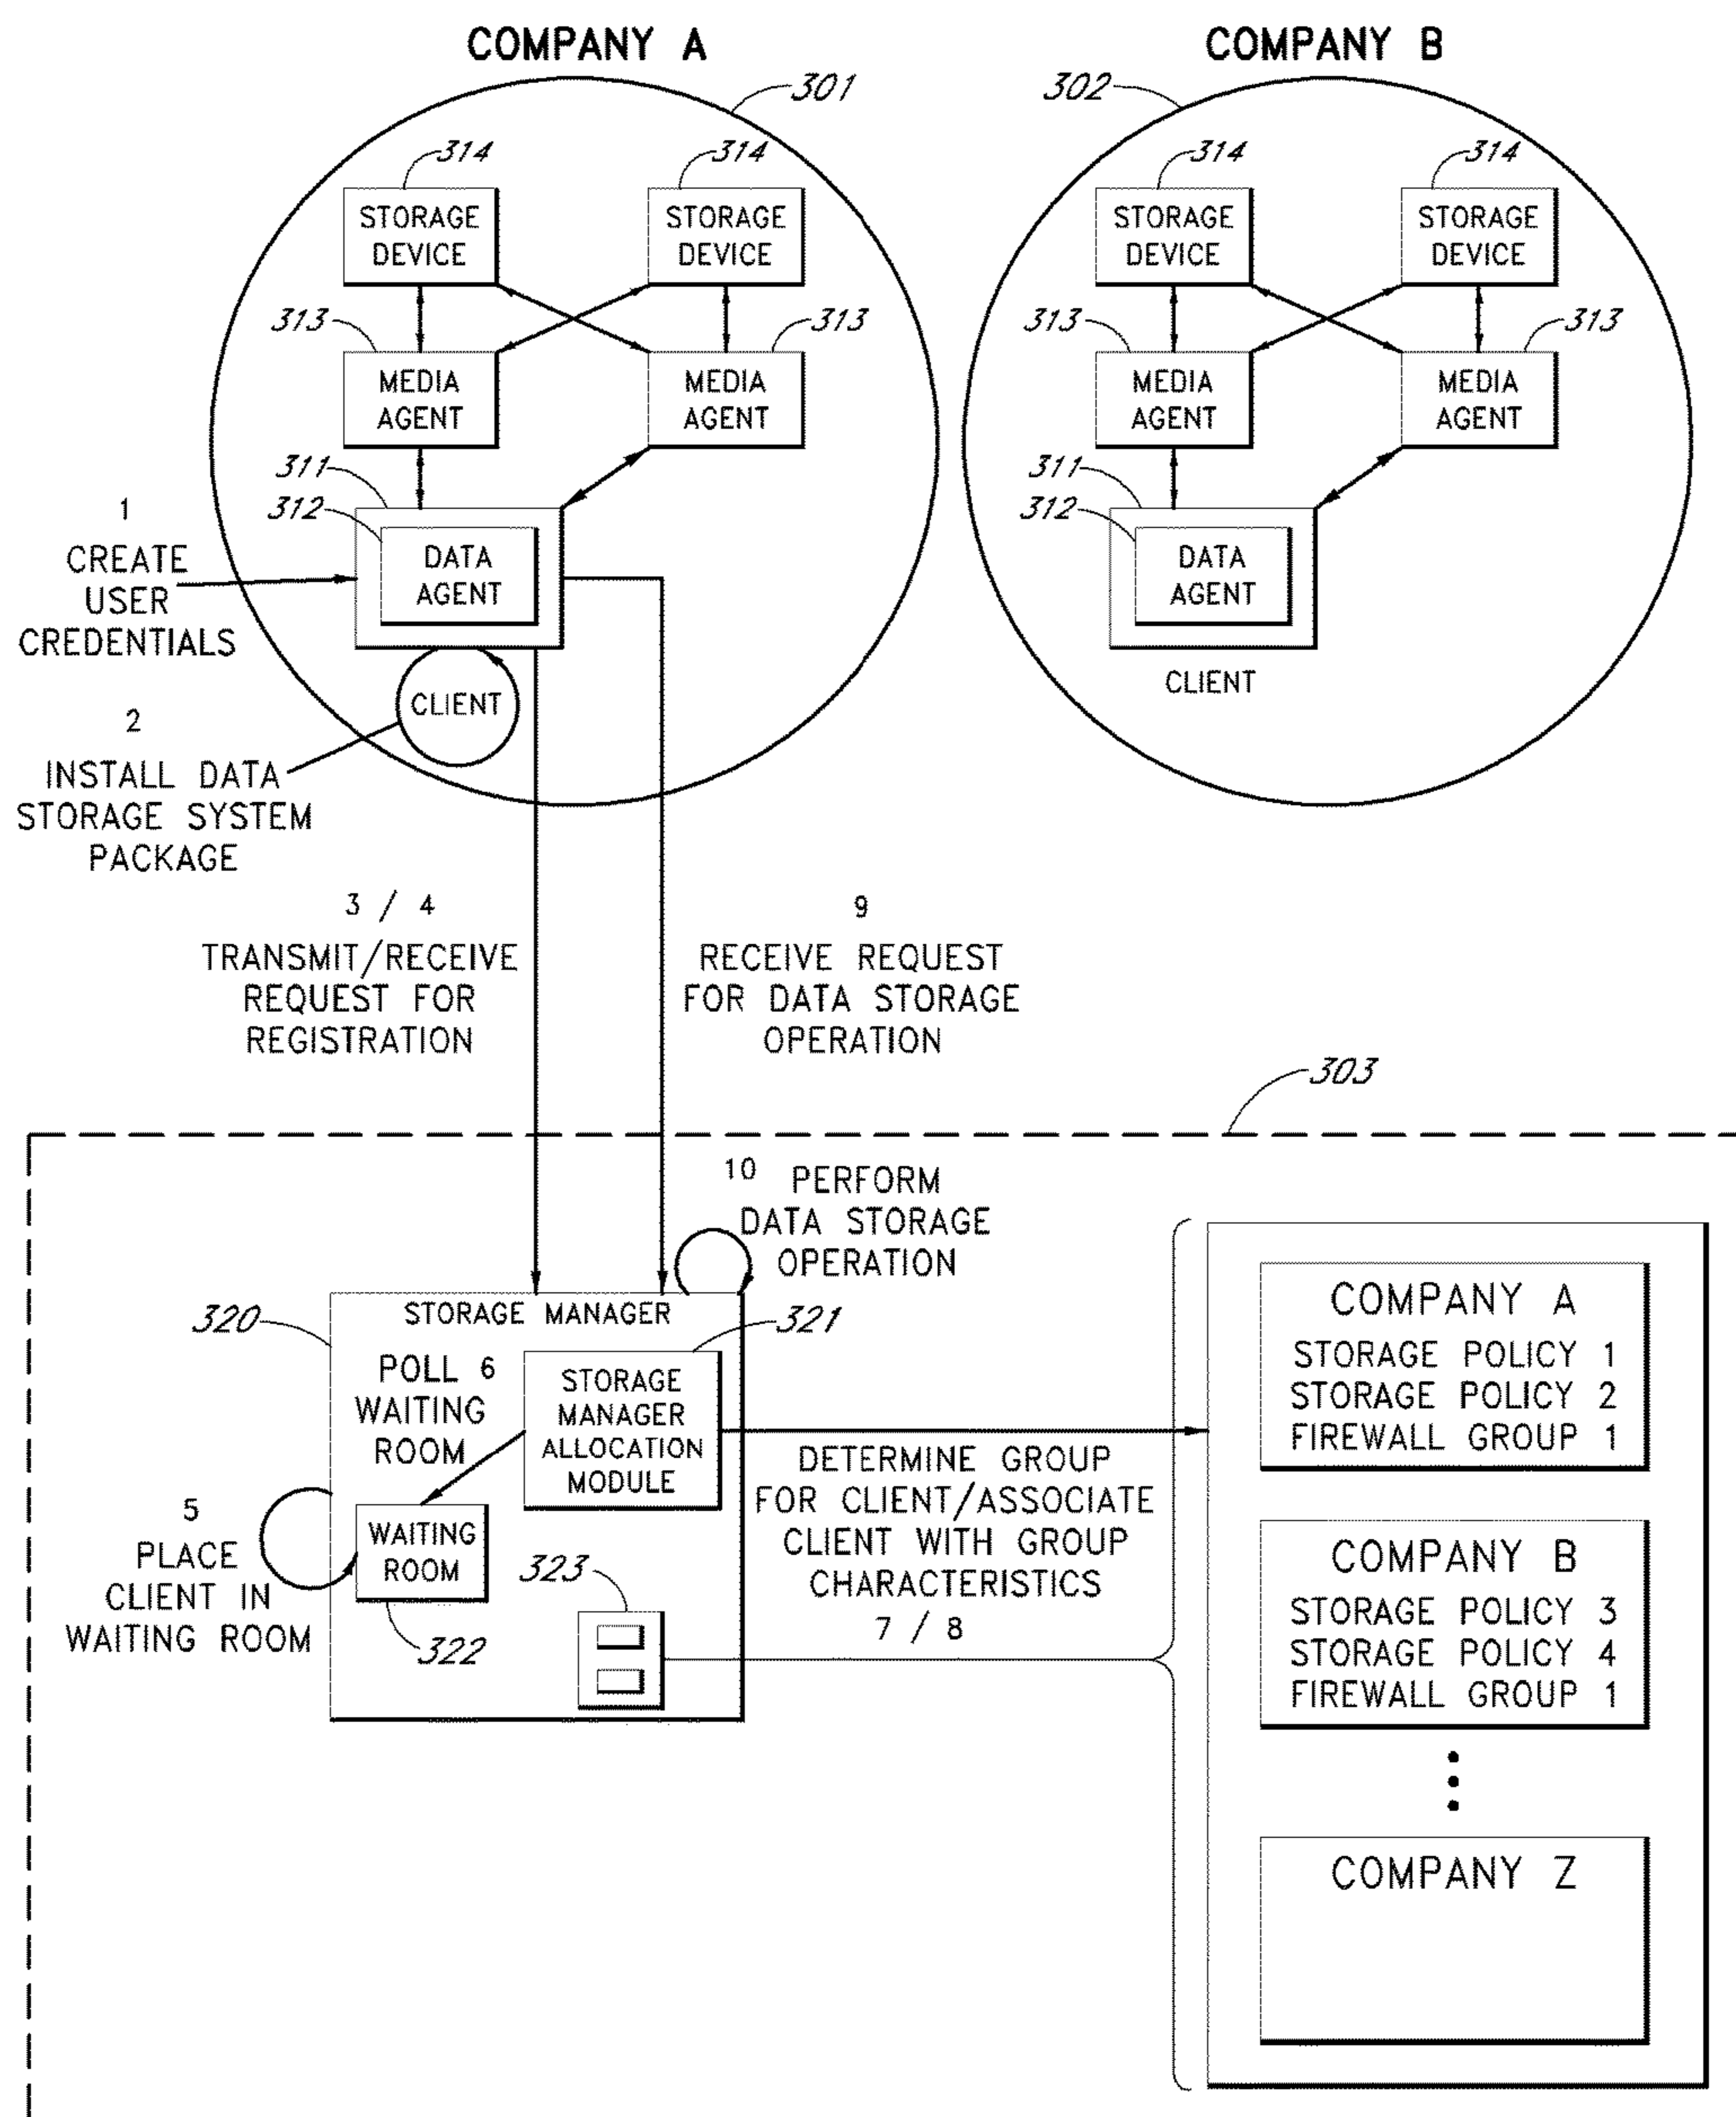 COMPANY A
COMPANY B
301
302
314
314
314
314
STORAGE
DEVICE
STORAGE
DEVICE
STORAGE
DEVICE
STORAGE
DEVICE
313
313
313
313
MEDIA
AGENT
MEDIA
AGENT
MEDIA
AGENT
MEDIA
AGENT
311
312
311
312
DATA
AGENT
DATA
AGENT
1
CREATE
USER
CREDENTIALS
CLIENT
CLIENT
2
INSTALL DATA
STORAGE SYSTEM
PACKAGE
3 / 4
TRANSMIT/RECEIVE
REQUEST FOR
REGISTRATION
9
RECEIVE REQUEST
FOR DATA STORAGE
OPERATION
303
10 PERFORM
DATA STORAGE
OPERATION
320
STORAGE MANAGER
321
POLL 6
WAITING
ROOM
STORAGE
MANAGER
ALLOCATION
MODULE
5
PLACE
CLIENT IN
WAITING ROOM
WAITING
ROOM
322
323
DETERMINE GROUP
FOR CLIENT/ASSOCIATE
CLIENT WITH GROUP
CHARACTERISTICS
7 / 8
COMPANY A
STORAGE POLICY 1
STORAGE POLICY 2
FIREWALL GROUP 1
COMPANY B
STORAGE POLICY 3
STORAGE POLICY 4
FIREWALL GROUP 1
COMPANY Z